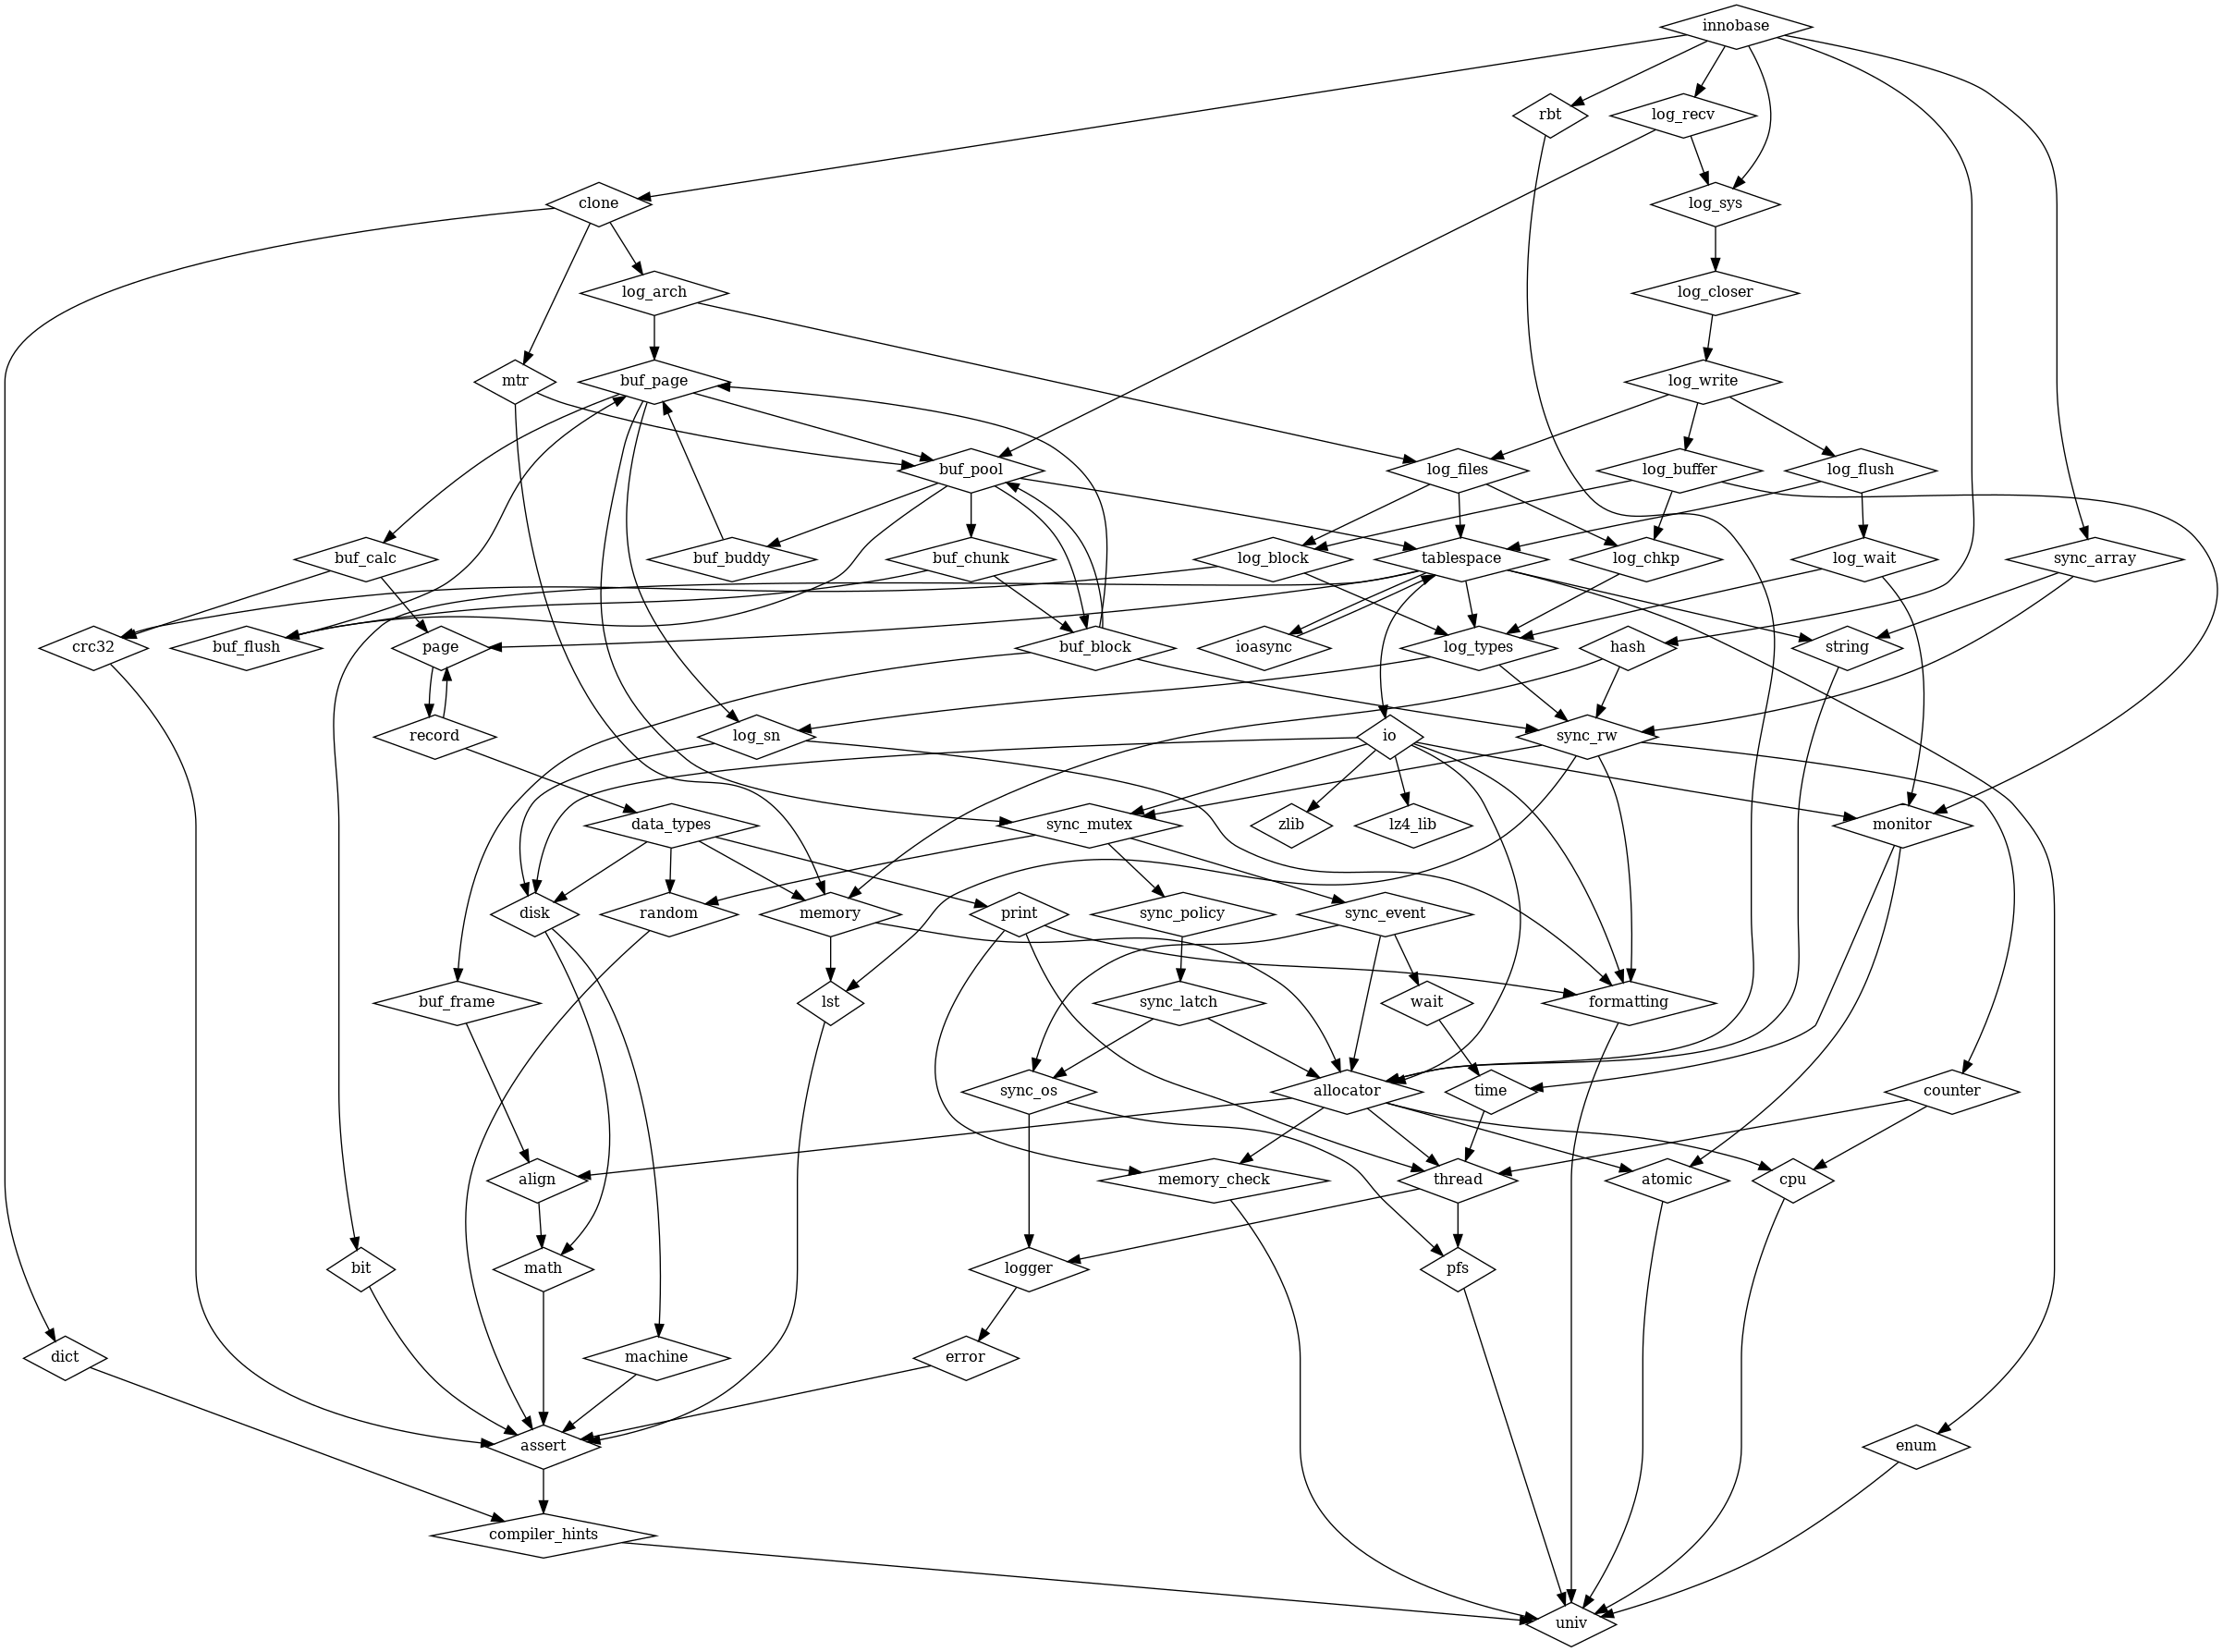 innobase
rbt
log_recv
clone
log_sys
log_arch
log_closer
mtr
buf_page
log_write
buf_pool
log_files
log_buffer
log_flush
buf_calc
buf_buddy
buf_chunk
log_block
tablespace
log_chkp
log_wait
sync_array
crc32
buf_flush
page
buf_block
ioasync
log_types
hash
string
record
log_sn
io
sync_rw
data_types
sync_mutex
zlib
lz4_lib
monitor
disk
random
memory
print
sync_policy
sync_event
buf_frame
lst
sync_latch
wait
formatting
sync_os
allocator
time
counter
align
memory_check
thread
atomic
cpu
bit
math
logger
pfs
dict
machine
error
assert
enum
compiler_hints
univ